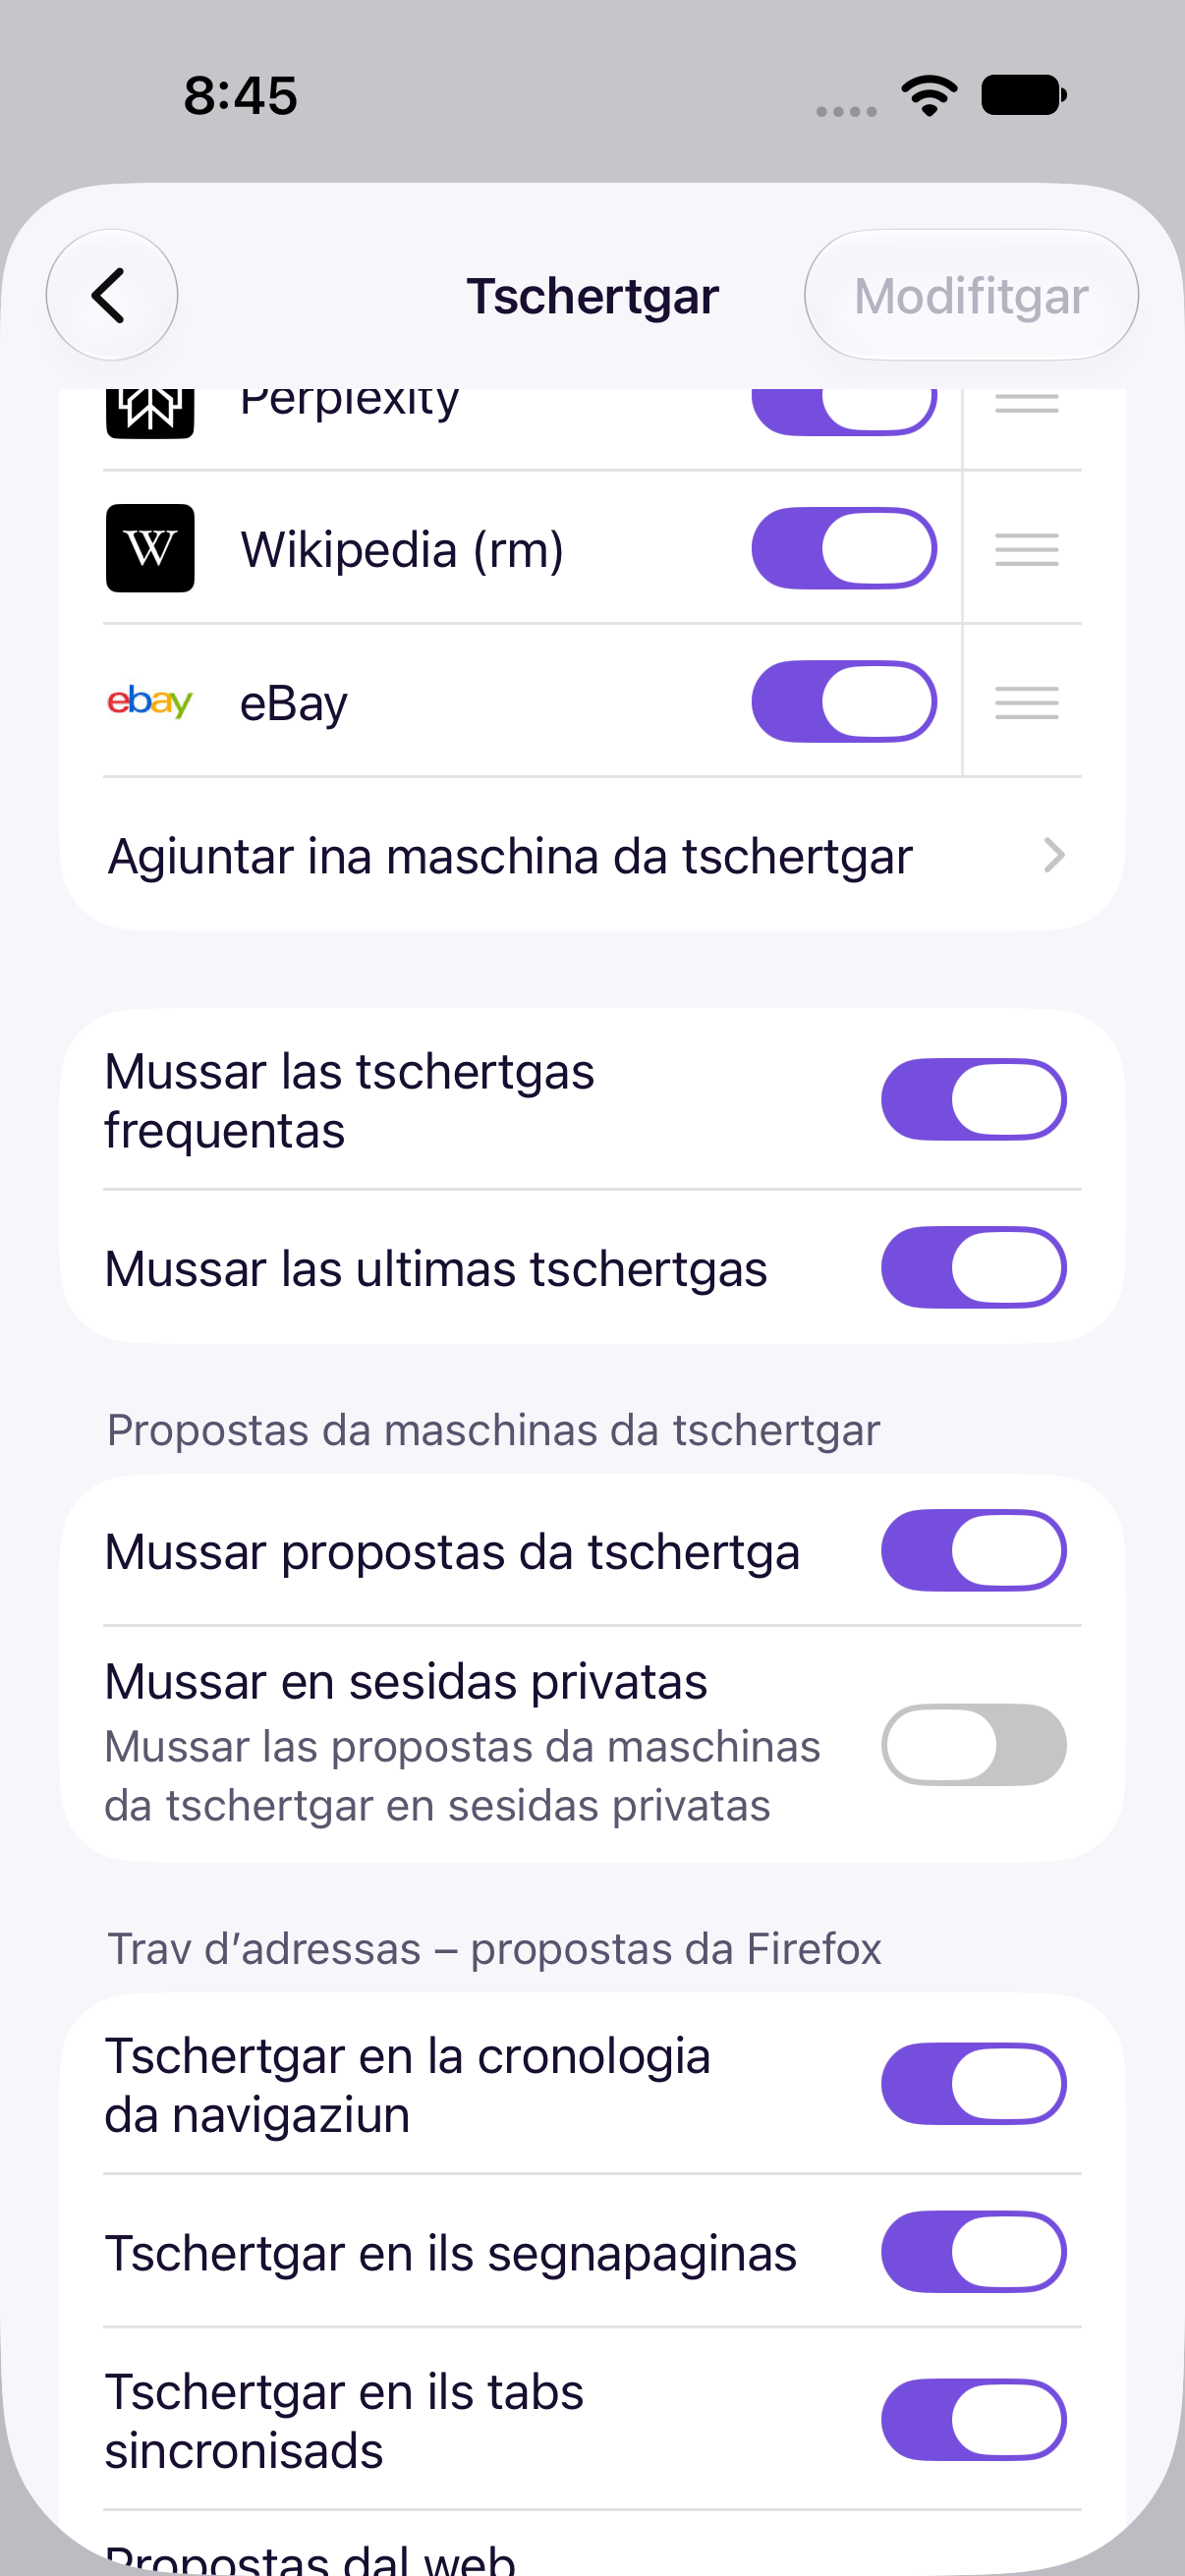 8:45
Tschertgar
Modifitgar
Perplexity
W
Wikipedia (rm)
ebay
eBay
Agiuntar ina maschina da tschertgar
Mussar las tschertgas
frequentas
Mussar las ultimas tschertgas
Propostas da maschinas da tschertgar
Mussar propostas da tschertga
Mussar en sesidas privatas
Mussar las propostas da maschinas
da tschertgar en sesidas privatas
Trav d’adressas – propostas da Firefox
Tschertgar en la cronologia
da navigaziun
Tschertgar en ils segnapaginas
Tschertgar en ils tabs
sincronisads
Propostas dal web